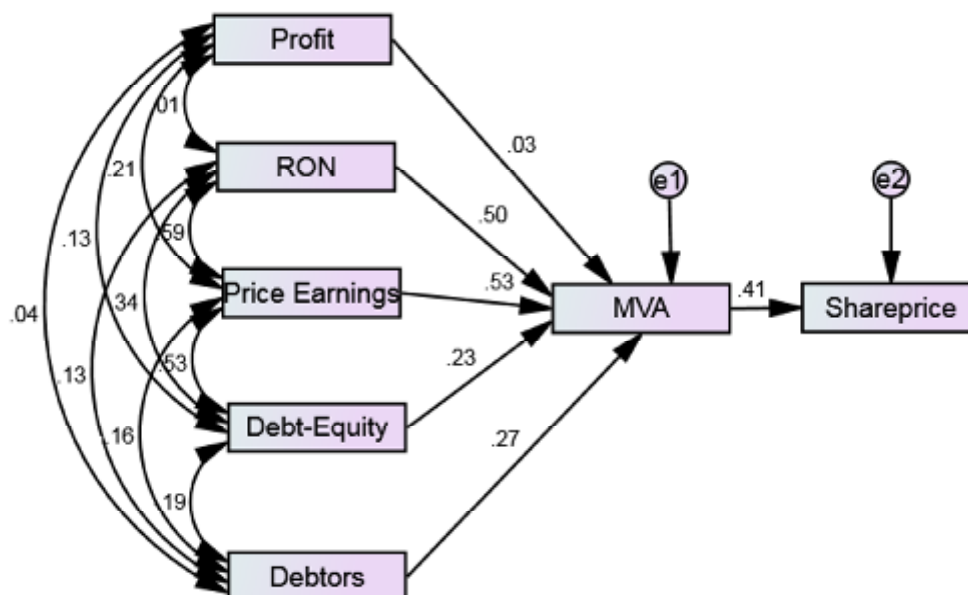 Profit
01
RON
.03
e1
e2
.21
.50
.13
59
Price Earnings
.53
MVA
.41
Shareprice
.34
.04
.53
.23
.13
Debt-Equity
.16
.27
19
Debtors